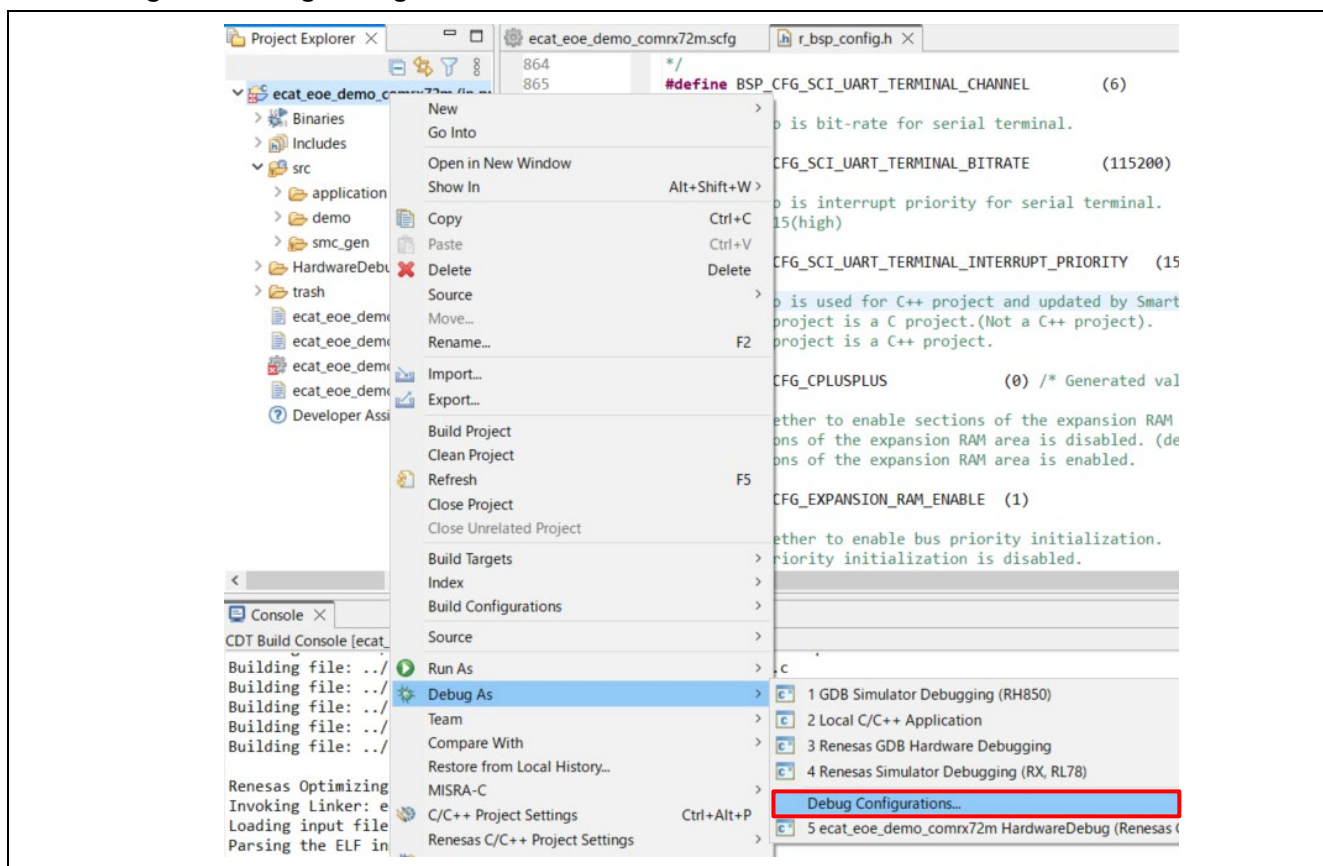 Project Explorer
ecat_eoe_demo_comrx72m.scfg
r_bsp_config.h
ecat_eoe_demo_comrx72m (in
Binaries
Includes
src
application
demo
smc_gen
HardwareDebu
trash
ecat_eoe_demo
ecat_eoe_demo
ecat_eoe_demo
ecat_eoe_demo
Developer Assi
864 */
865 #define BSP_CFG_SCI_UART_TERMINAL_CHANNEL (6)
is bit-rate for serial terminal.
CFG_SCI_UART_TERMINAL_BITRATE (115200)
is interrupt priority for serial terminal.
15(high)
CFG_SCI_UART_TERMINAL_INTERRUPT_PRIORITY (15
is used for C++ project and updated by Smart
project is a C project.(Not a C++ project).
project is a C++ project.
CFG_CPLUSPLUS (0) /* Generated val
ether to enable sections of the expansion RAM
ons of the expansion RAM area is disabled. (de
ons of the expansion RAM area is enabled.
CFG_EXPANSION_RAM_ENABLE (1)
ether to enable bus priority initialization.
riority initialization is disabled.
New >
Go Into
Open in New Window
Show In Alt+Shift+W >
Copy Ctrl+C
Paste Ctrl+V
Delete Delete
Source >
Move...
Rename... F2
Import...
Export...
Build Project
Clean Project
Refresh F5
Close Project
Close Unrelated Project
Build Targets >
Index >
Build Configurations >
Source >
Run As >
Debug As >
Team >
Compare With >
Restore from Local History...
MISRA-C >
C/C++ Project Settings Ctrl+Alt+P
Renesas C/C++ Project Settings >
1 GDB Simulator Debugging (RH850)
2 Local C/C++ Application
3 Renesas GDB Hardware Debugging
4 Renesas Simulator Debugging (RX, RL78)
Debug Configurations...
5 ecat_eoe_demo_comrx72m HardwareDebug (Renesas
Console
CDT Build Console [ecat_
Building file: ../ .c
Building file: ../
Building file: ../
Building file: ../
Building file: ../
Renesas Optimizing
Invoking Linker: e
Loading input file
Parsing the ELF in